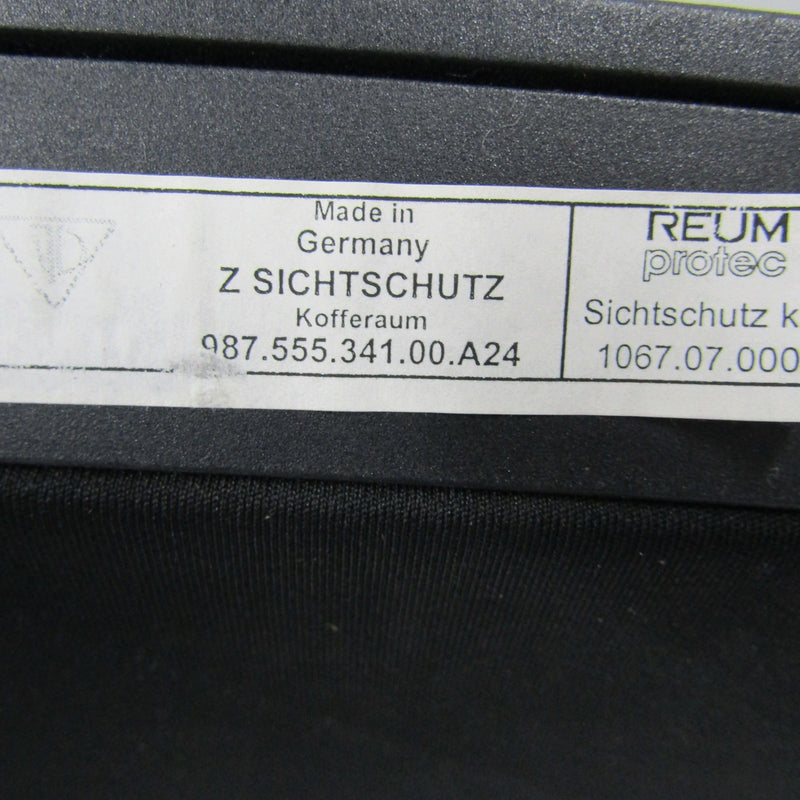 Made in
Germany
Z SICHTSCHUTZ
Kofferaum
987.555.341.00.A24
REUM
protec
Sichtschutz k
1067.07.000